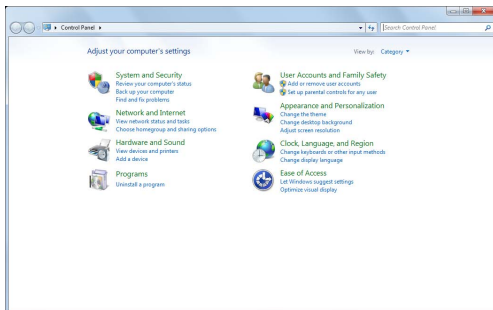 Control Panel
Search Control Panel
Adjust your computer's settings
View by: Category
System and Security
Review your computer's status
Back up your computer
Find and fix problems
Network and Internet
View network status and tasks
Choose homegroup and sharing options
Hardware and Sound
View devices and printers
Add a device
Programs
Uninstall a program
User Accounts and Family Safety
Add or remove user accounts
Set up parental controls for any user
Appearance and Personalization
Change the theme
Change desktop background
Adjust screen resolution
Clock, Language, and Region
Change keyboards or other input methods
Change display language
Ease of Access
Let Windows suggest settings
Optimize visual display